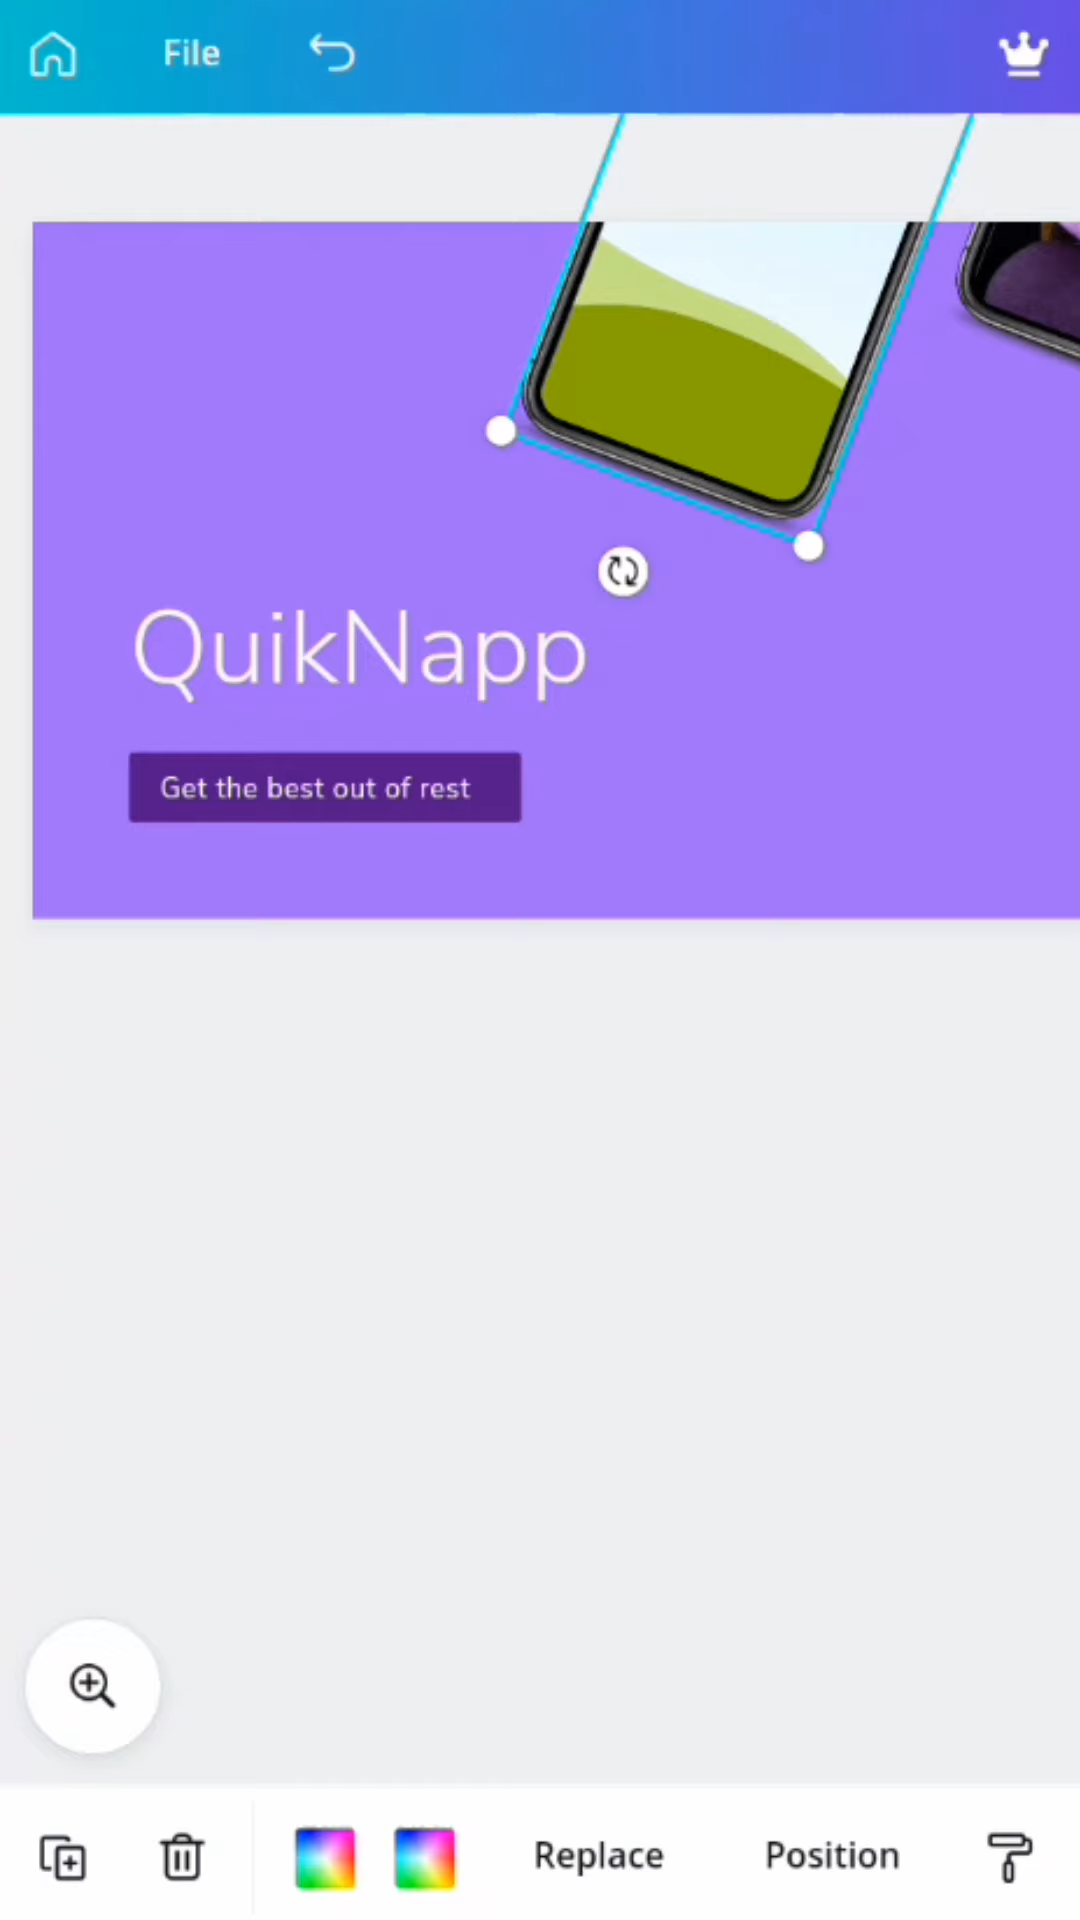 File
QuikNapp
Get the best out of rest
Replace
Position